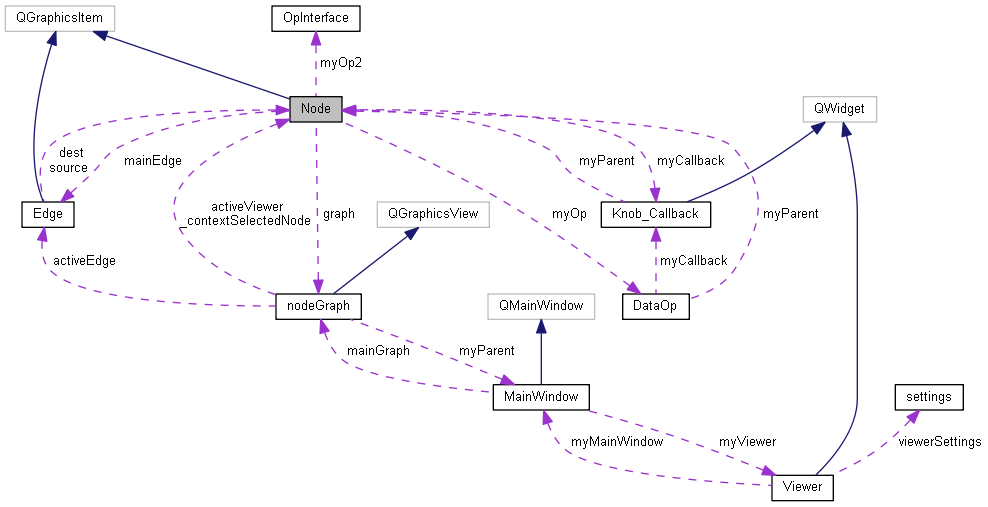 QGraphicsItem
OpInterface
myOp2
Node
QWidget
dest
source
mainEdge
myParent
myCallback
Edge
activeViewer
_contextSelectedNode
graph
QGraphicsView
myOp
Knob_Callback
myParent
activeEdge
myCallback
nodeGraph
QMainWindow
DataOp
mainGraph
myParent
MainWindow
settings
myMainWindow
myViewer
viewerSettings
Viewer